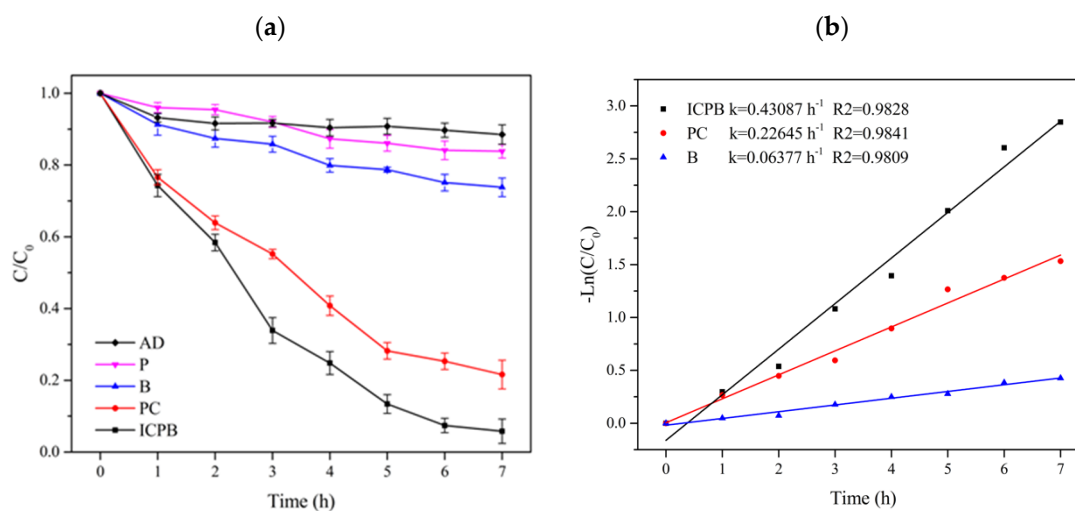 (a)
(b)
C/C0
1.0
0.8
0.6
0.4
0.2
0.0
AD
P
B
PC
ICPB
0 1 2 3 4 5 6 7
Time (h)
-Ln(C/C0)
3.0
2.5
2.0
1.5
1.0
0.5
0.0
ICPB k=0.43087 h-1 R2=0.9828
PC k=0.22645 h-1 R2=0.9841
B k=0.06377 h-1 R2=0.9809
0 1 2 3 4 5 6 7
Time (h)